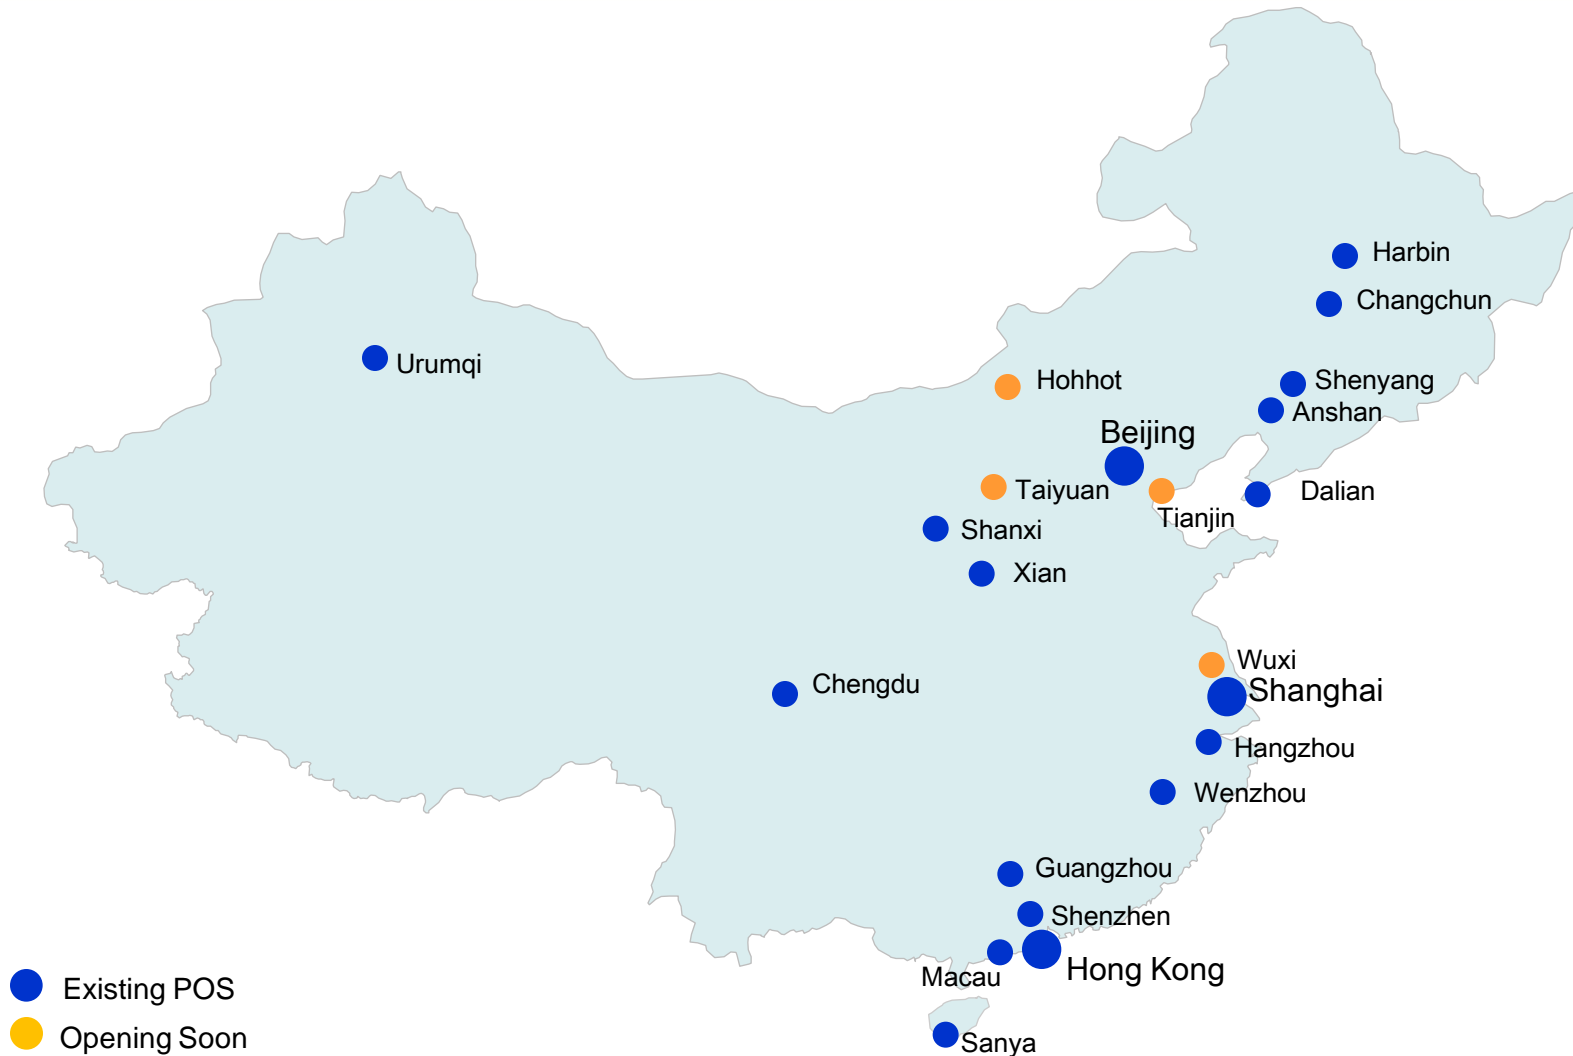 Harbin
Changchun
Urumqi
Hohhot
Shenyang
Anshan
Beijing
Taiyuan
Dalian
Tianjin
Shanxi
Xian
Wuxi
Chengdu
Shanghai
Hangzhou
Wenzhou
Guangzhou
Shenzhen
Macau
Hong Kong
Existing POS
Opening Soon
Sanya